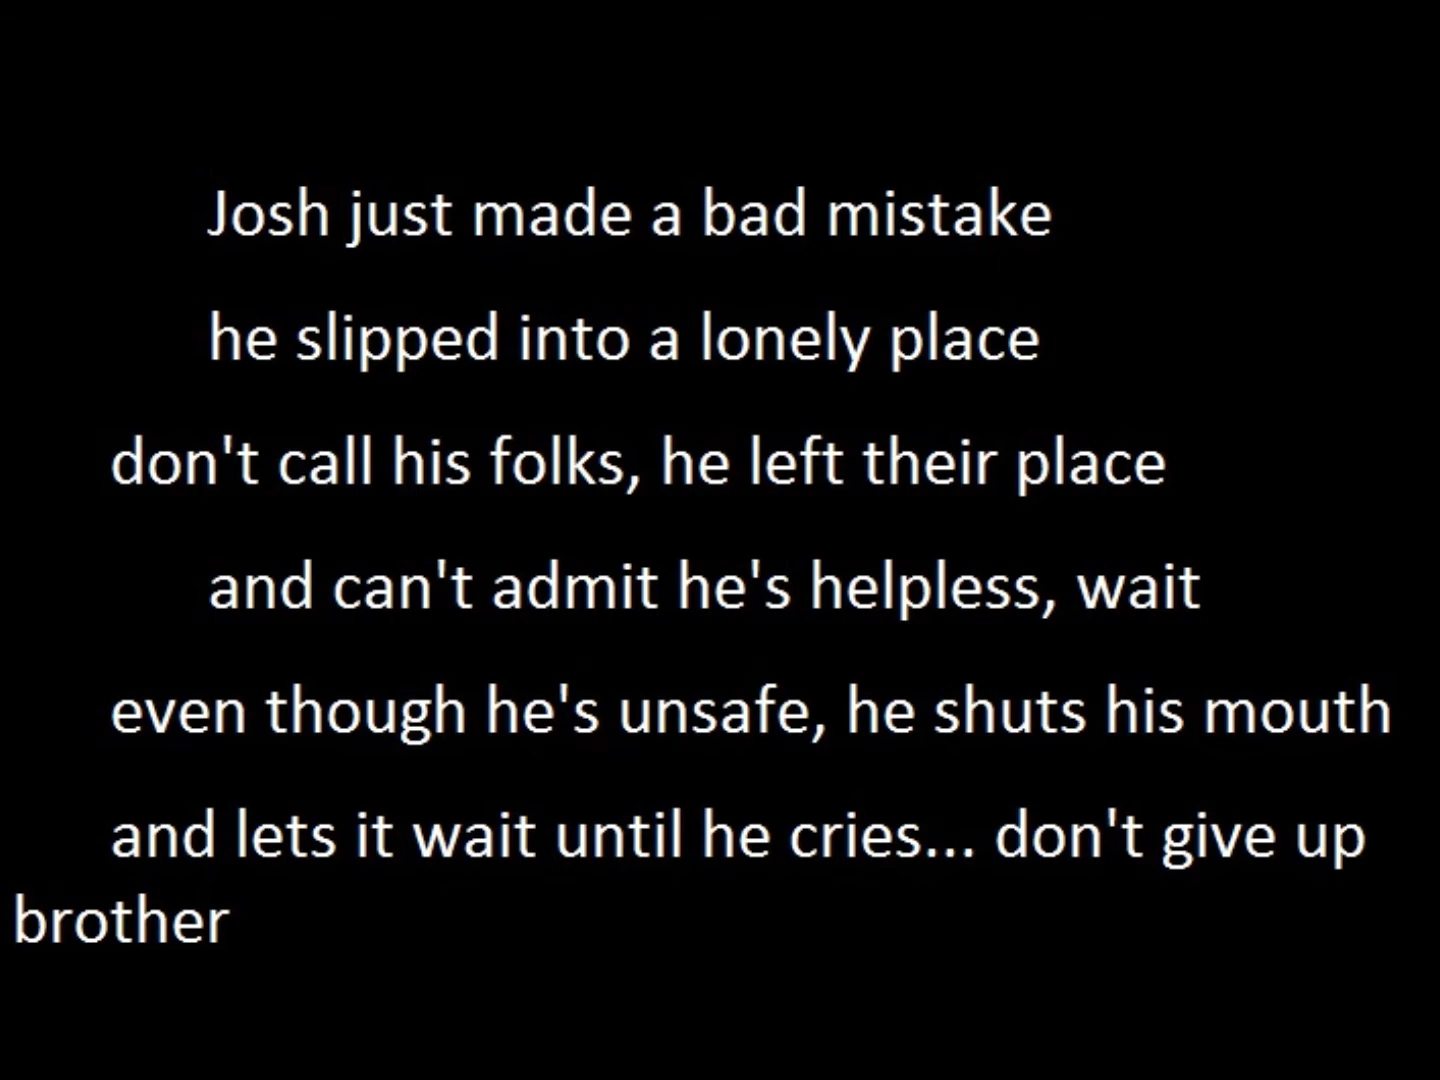 Josh just made a bad mistake
he slipped into a lonely place
don't call his folks, he left their place
and can't admit he's helpless, wait
even though he's unsafe, he shuts his mouth
and lets it wait until he cries... don't give up
brother